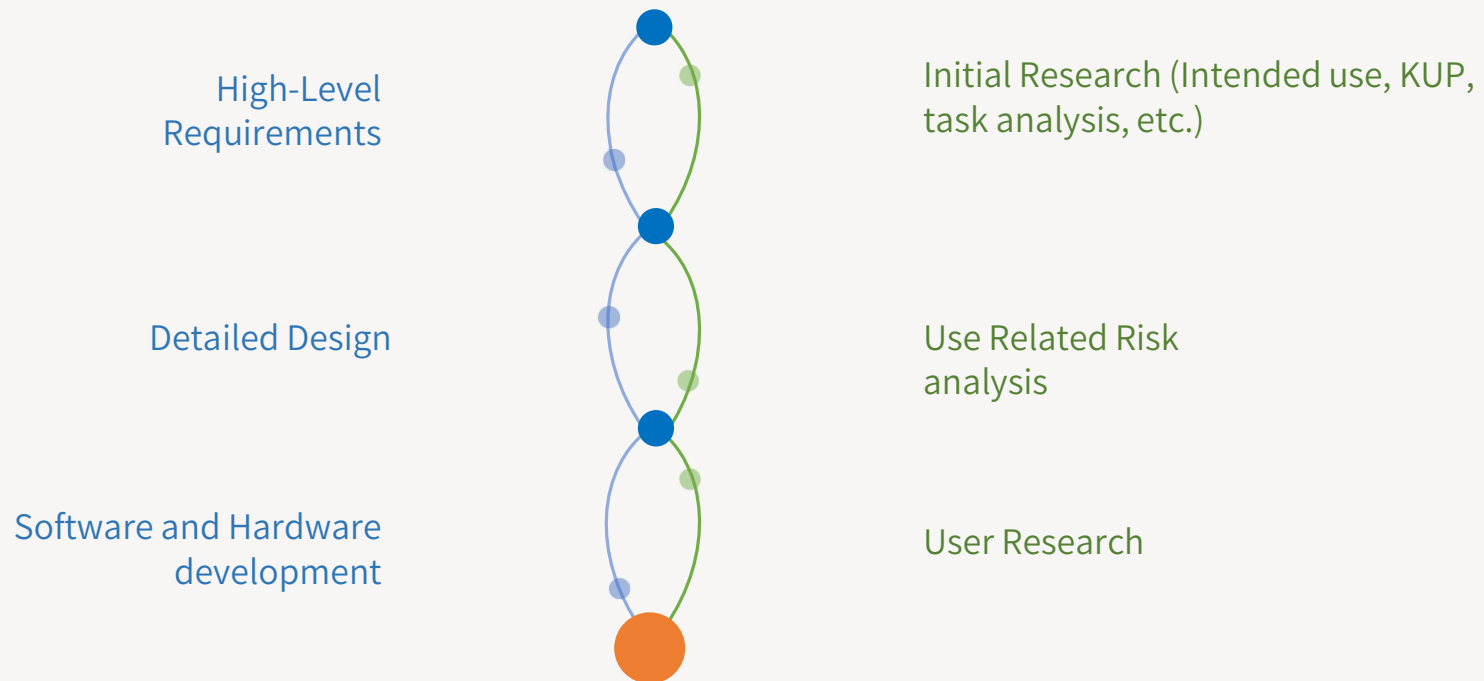 High-Level
Requirements
Initial Research (Intended use, KUP,
task analysis, etc.)
Detailed Design
Use Related Risk
analysis
Software and Hardware
development
User Research